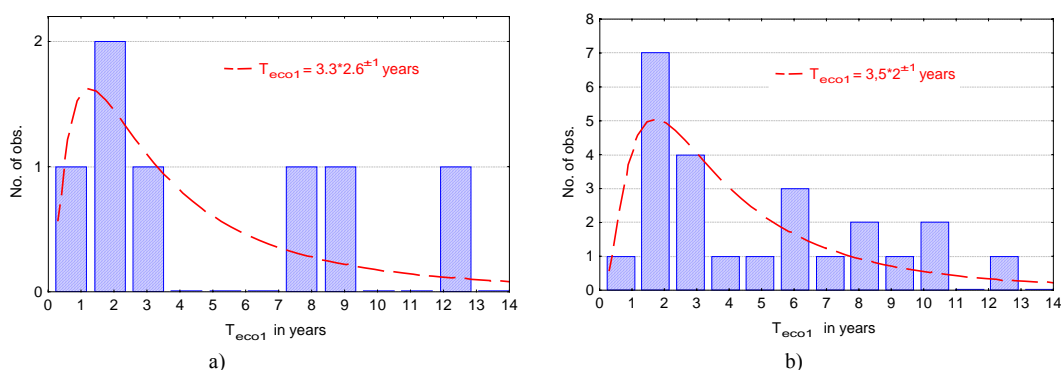 a)
2
1
0
No. of obs.
T_eco1 = 3.3*2.6^±1 years
0 1 2 3 4 5 6 7 8 9 10 11 12 13 14
T_eco1 in years
a)
b)
8
7
6
5
4
3
2
1
0
No. of obs.
T_eco1 = 3,5*2^±1 years
0 1 2 3 4 5 6 7 8 9 10 11 12 13 14
T_eco1 in years
b)